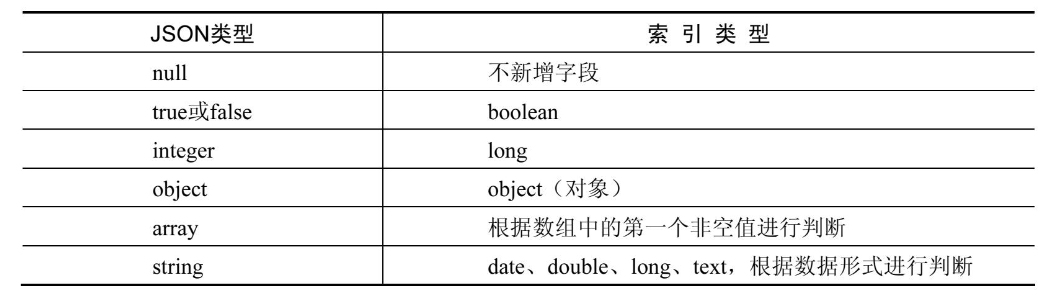 JSON类型 索引类型
null 不新增字段
true或false boolean
integer long
object object（对象）
array 根据数组中的第一个非空值进行判断
string date、double、long、text，根据数据形式进行判断